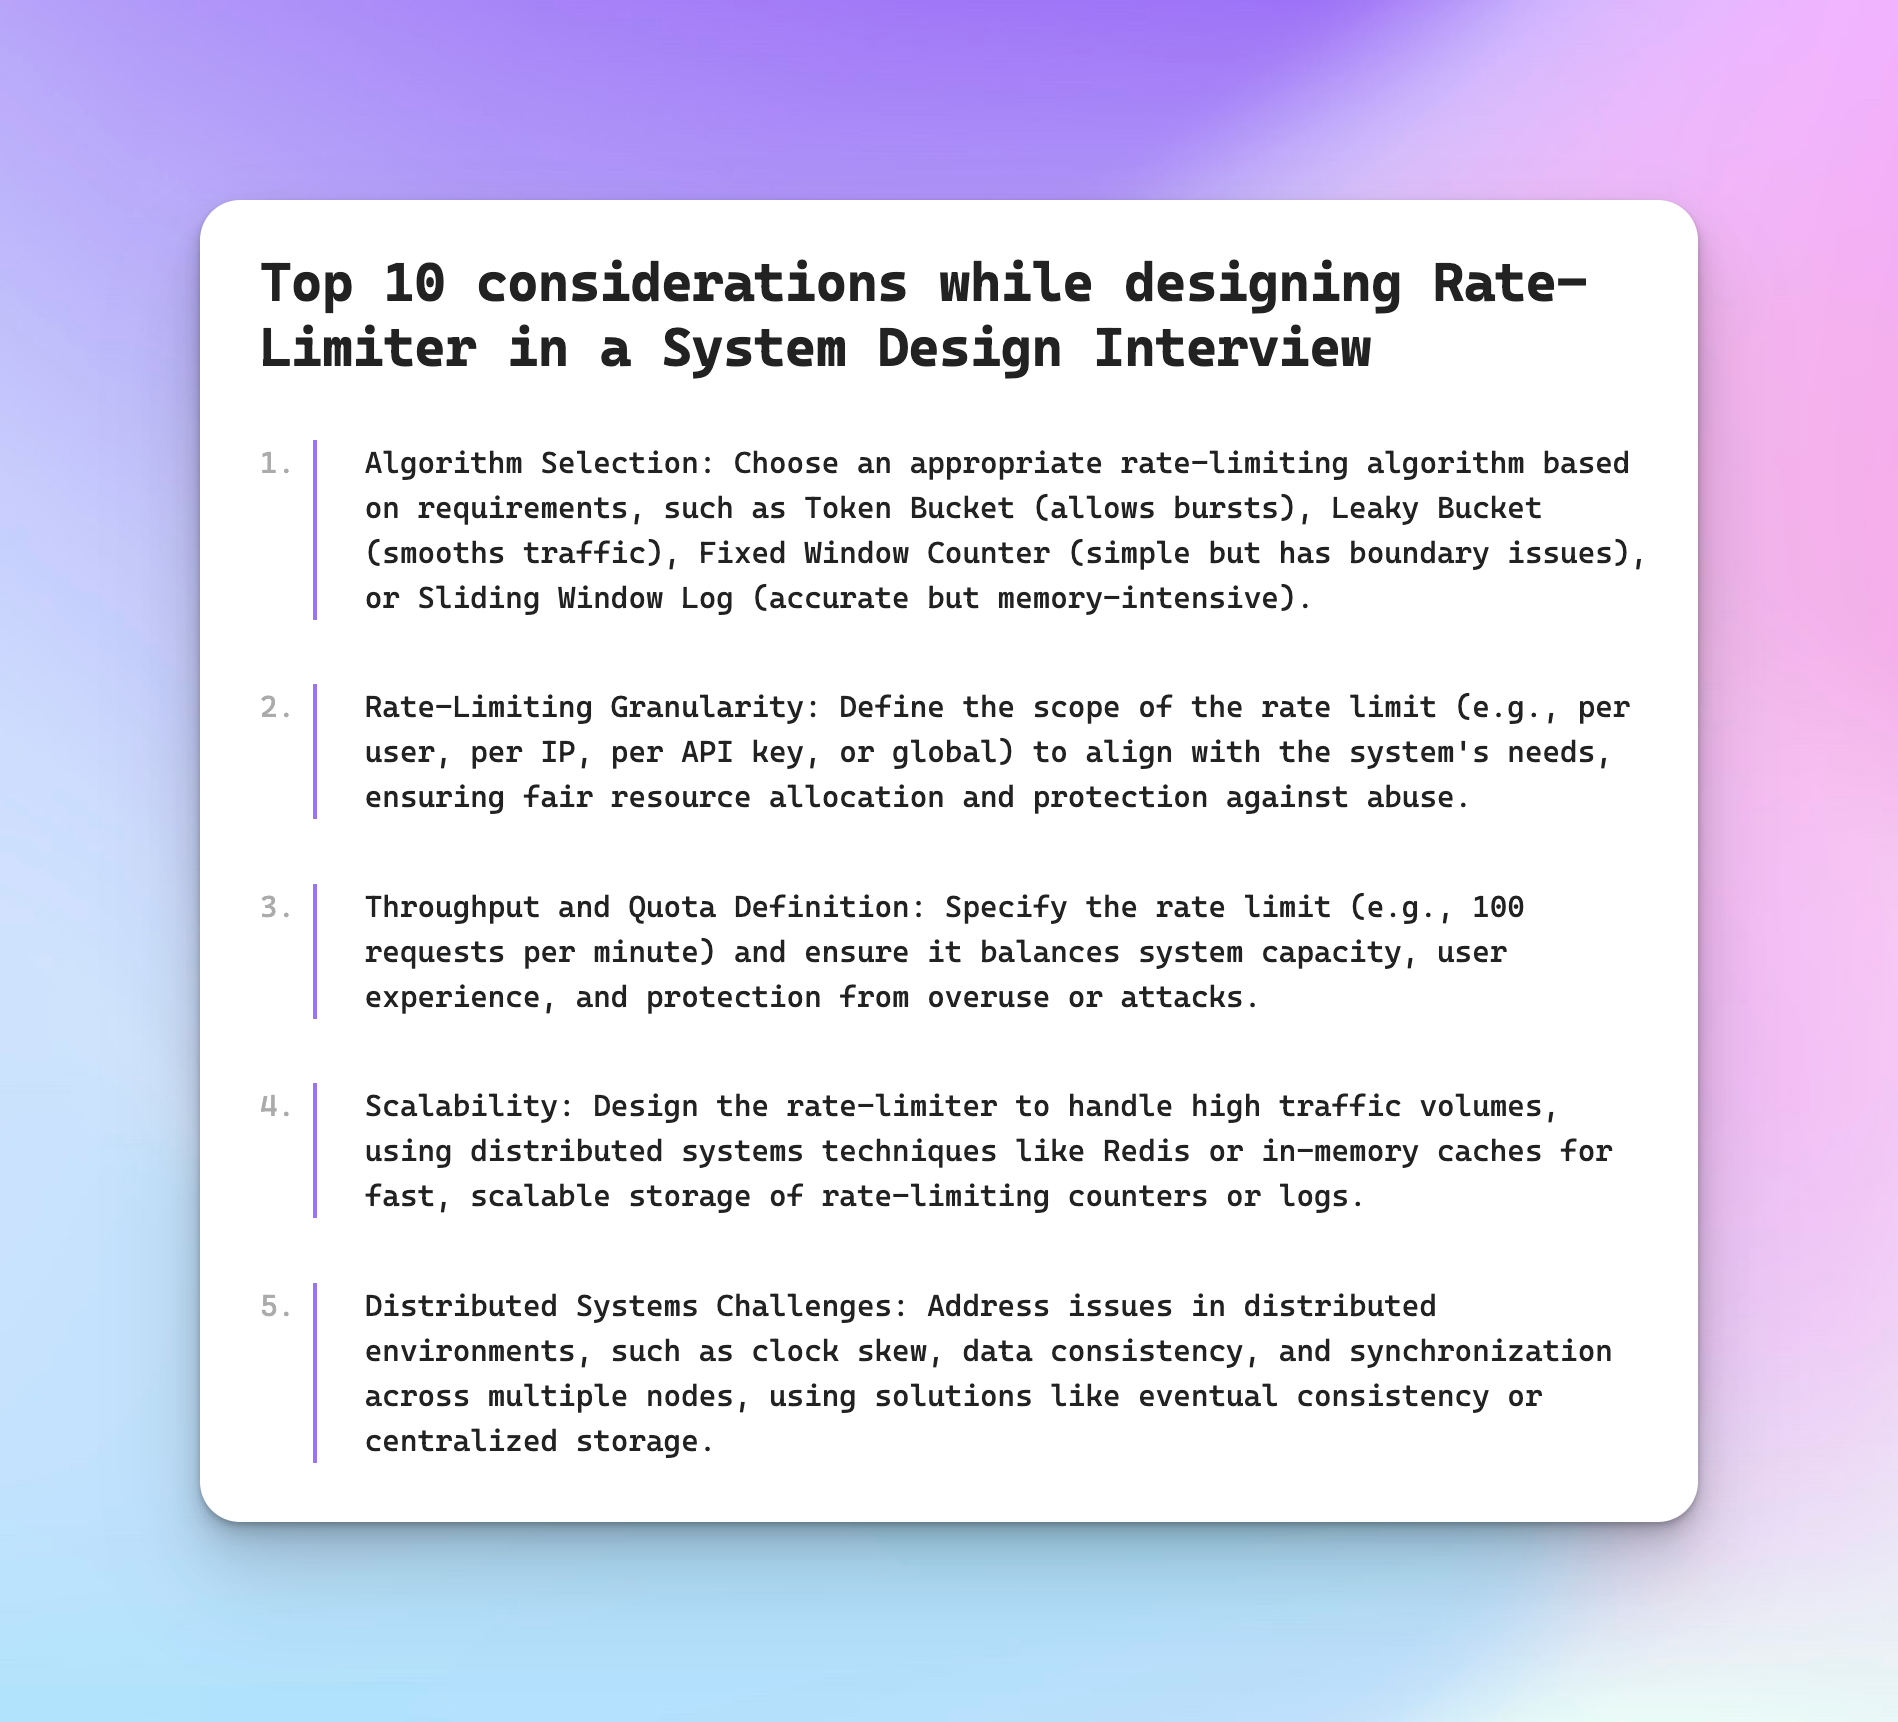 Top 10 considerations while designing Rate-
Limiter in a System Design Interview
1. Algorithm Selection: Choose an appropriate rate-limiting algorithm based
on requirements, such as Token Bucket (allows bursts), Leaky Bucket
(smooths traffic), Fixed Window Counter (simple but has boundary issues),
or Sliding Window Log (accurate but memory-intensive).
2. Rate-Limiting Granularity: Define the scope of the rate limit (e.g., per
user, per IP, per API key, or global) to align with the system's needs,
ensuring fair resource allocation and protection against abuse.
3. Throughput and Quota Definition: Specify the rate limit (e.g., 100
requests per minute) and ensure it balances system capacity, user
experience, and protection from overuse or attacks.
4. Scalability: Design the rate-limiter to handle high traffic volumes,
using distributed systems techniques like Redis or in-memory caches for
fast, scalable storage of rate-limiting counters or logs.
5. Distributed Systems Challenges: Address issues in distributed
environments, such as clock skew, data consistency, and synchronization
across multiple nodes, using solutions like eventual consistency or
centralized storage.